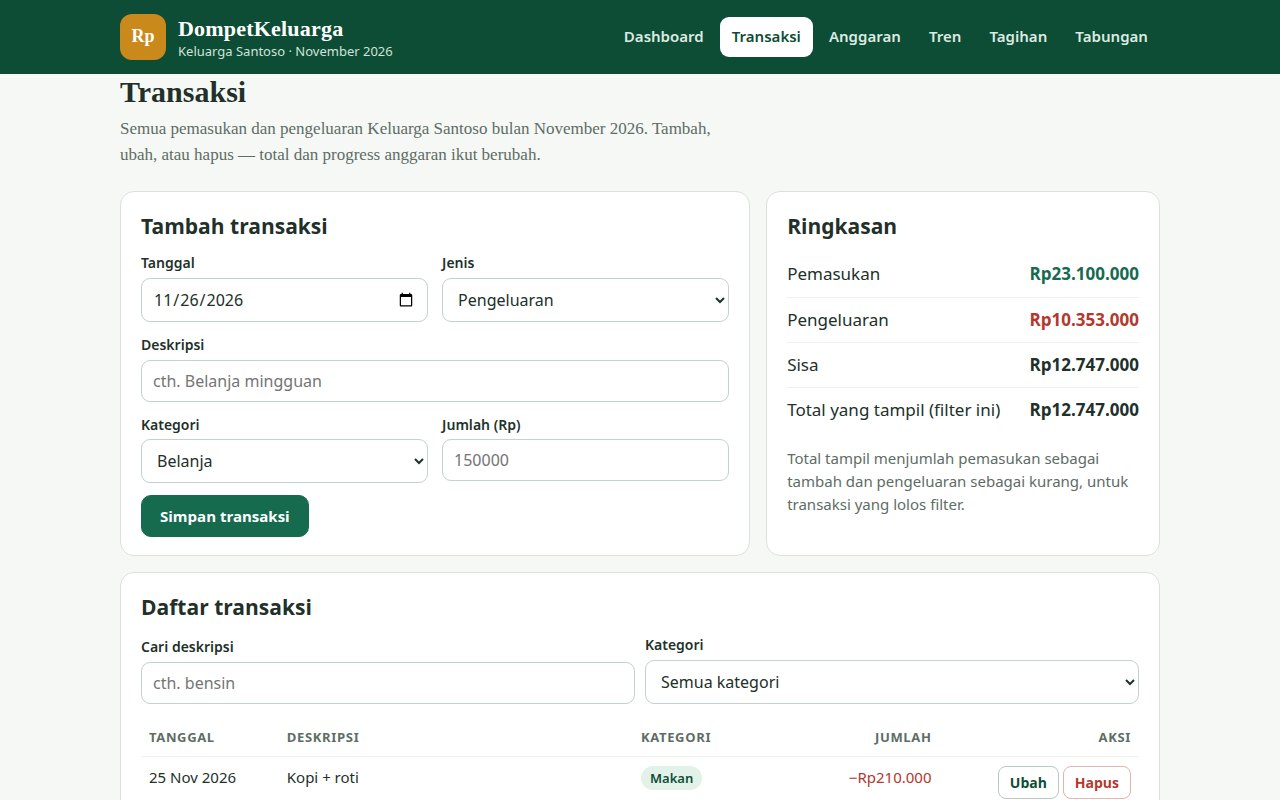 Rp
DompetKeluarga
Keluarga Santoso · November 2026
Dashboard
Transaksi
Anggaran
Tren
Tagihan
Tabungan
Transaksi
Semua pemasukan dan pengeluaran Keluarga Santoso bulan November 2026. Tambah,
ubah, atau hapus — total dan progress anggaran ikut berubah.
Tambah transaksi
Tanggal
Jenis
11/26/2026
Pengeluaran
Deskripsi
cth. Belanja mingguan
Kategori
Jumlah (Rp)
Belanja
150000
Simpan transaksi
Ringkasan
Pemasukan Rp23.100.000
Pengeluaran Rp10.353.000
Sisa Rp12.747.000
Total yang tampil (filter ini) Rp12.747.000
Total tampil menjumlah pemasukan sebagai
tambah dan pengeluaran sebagai kurang, untuk
transaksi yang lolos filter.
Daftar transaksi
Cari deskripsi
Kategori
cth. bensin
Semua kategori
TANGGAL DESKRIPSI KATEGORI JUMLAH AKSI
25 Nov 2026 Kopi + roti Makan −Rp210.000 Ubah Hapus